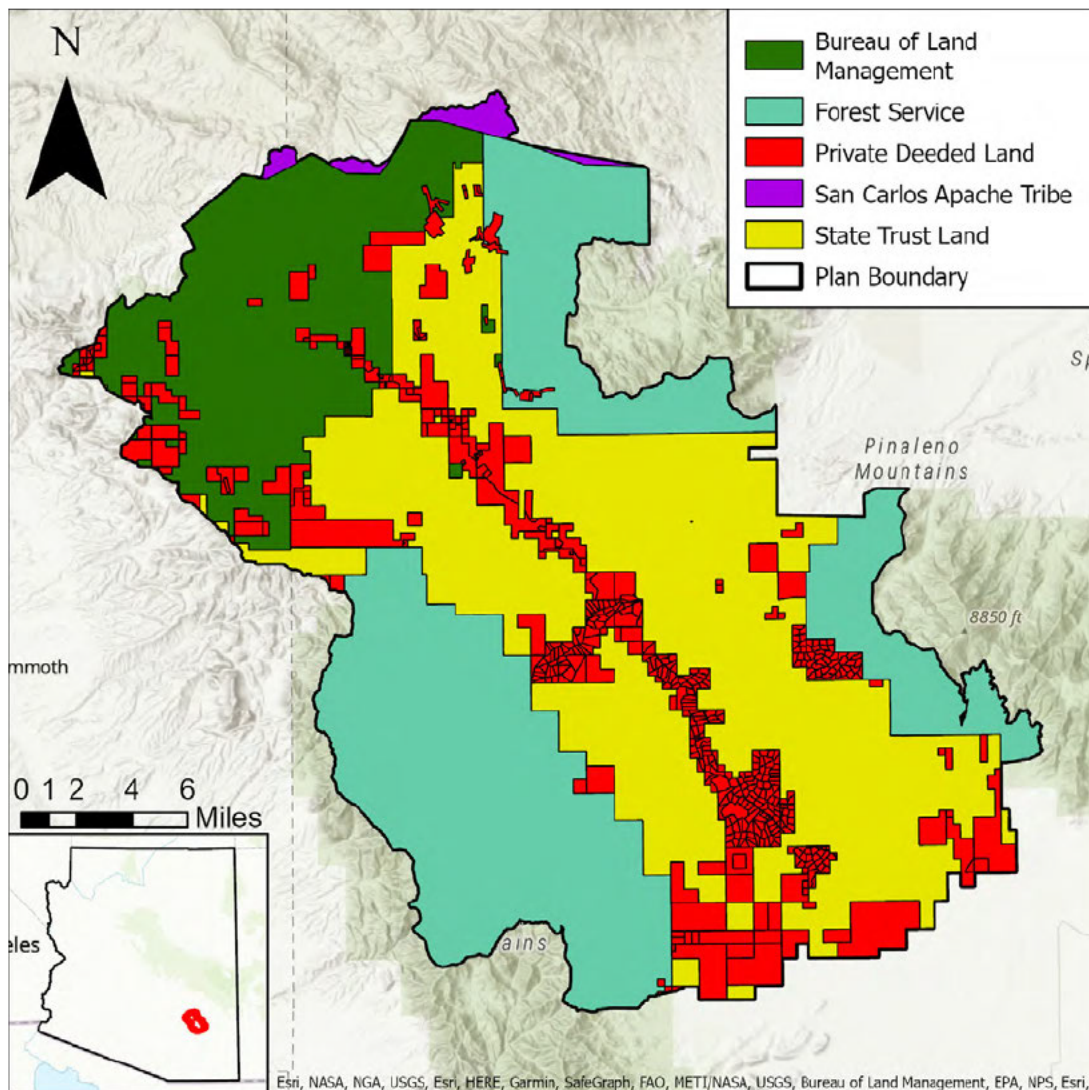 N
Bureau of Land
Management
Forest Service
Private Deeded Land
San Carlos Apache Tribe
State Trust Land
Plan Boundary
Sp
Pinaleno
Mountains
8850 ft
mmoth
0 1 2 4 6
Miles
eles
ains
Esri, NASA, NGA, USGS, Esri, HERE, Garmin, SafeGraph, FAO, METI/NASA, USGS, Bureau of Land Management, EPA, NPS, Esri,